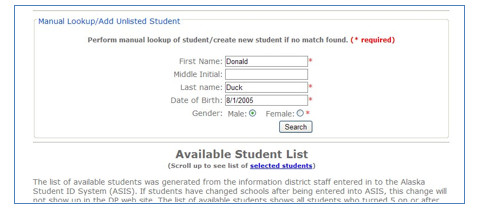 Manual Lookup/Add Unlisted Student
Perform manual lookup of student/create new student if no match found. (* required)
First Name: Donald *
Middle Initial:
Last name: Duck *
Date of Birth: 8/1/2005 *
Gender: Male: Female: *
Search
Available Student List
(Scroll up to see list of selected students)
The list of available students was generated from the information district staff entered in to the Alaska
Student ID System (ASIS). If students have changed schools after being entered into ASIS, this change will
not show up in the DP web site. The list of available students shows all students who turned 5 on or after